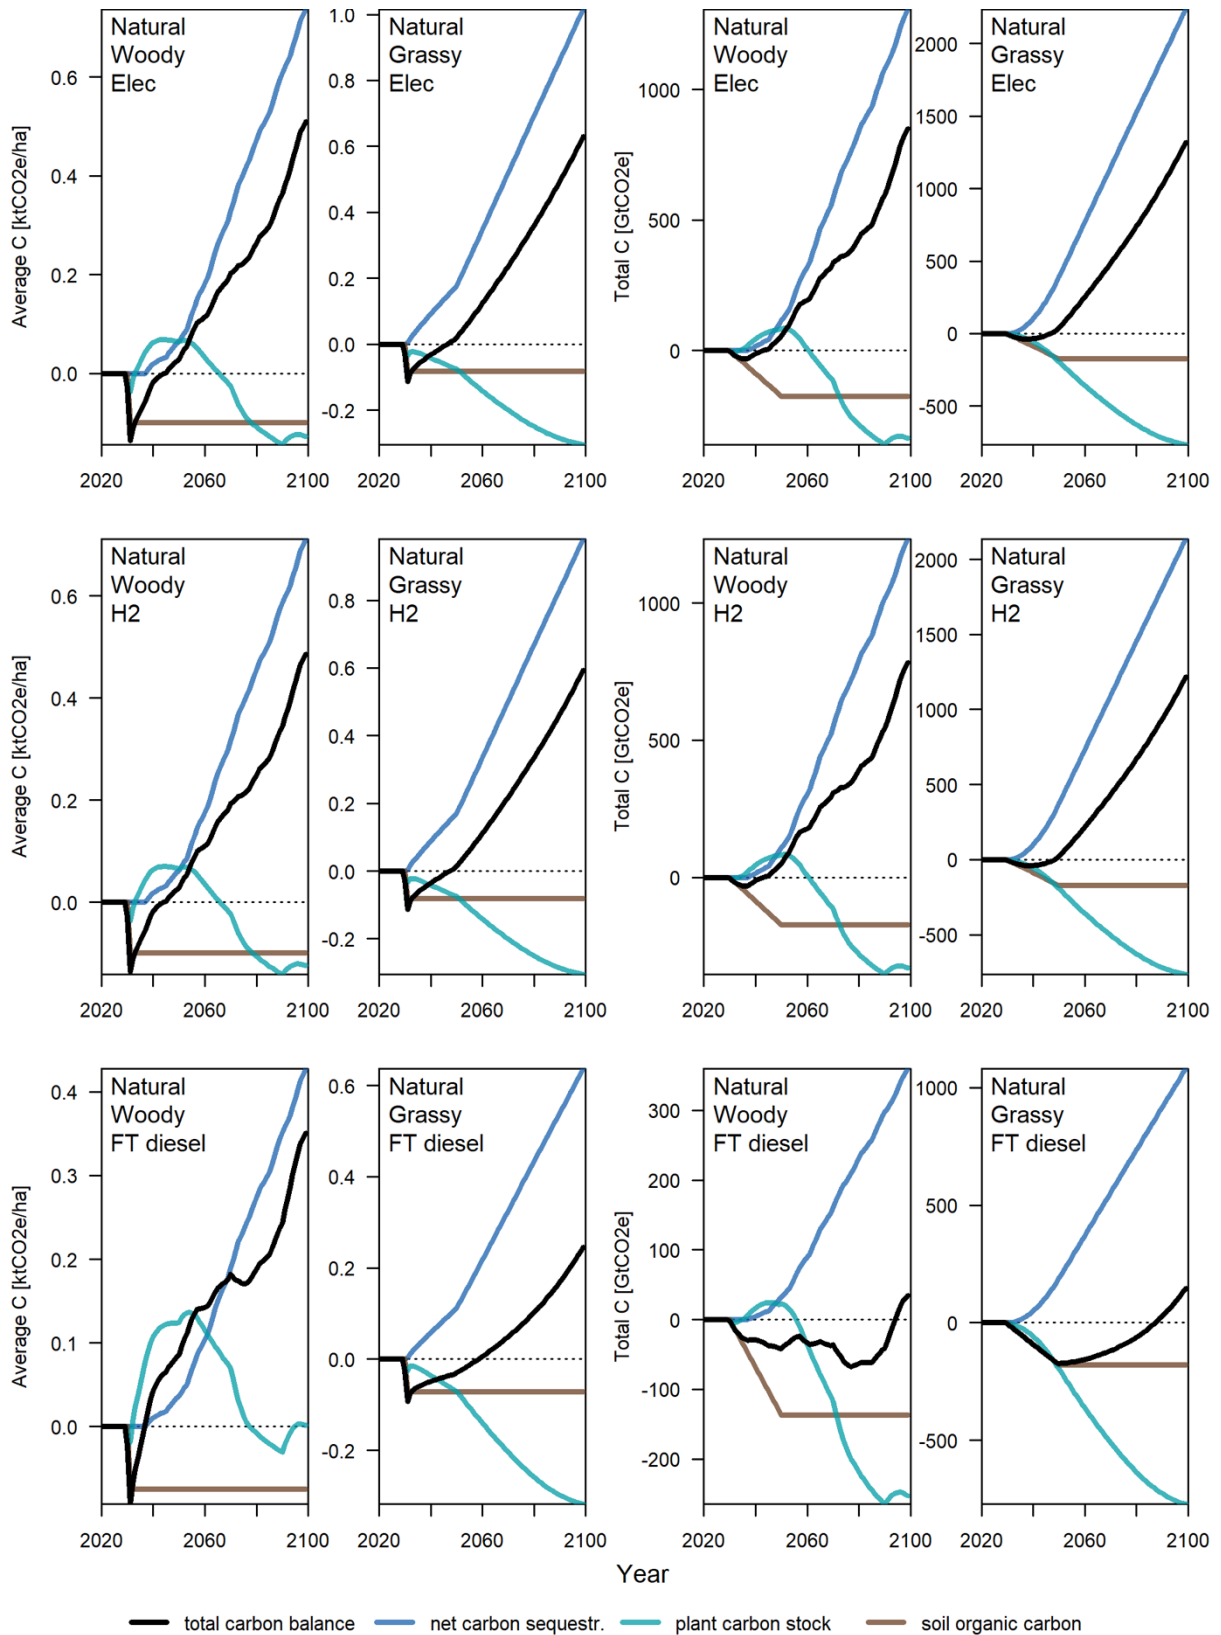 Natural
Woody
Elec
Average C [ktCO2e/ha]
0.6
0.4
0.2
0.0
2020
2060
2100
Natural
Grassy
Elec
1.0
0.8
0.6
0.4
0.2
0.0
-0.2
2060
2100
Natural
Woody
Elec
Total C [GtCO2e]
1000
500
0
2020
2060
2100
Natural
Grassy
Elec
2000
1500
1000
500
0
-500
2060
2100
Natural
Woody
H2
Average C [ktCO2e/ha]
0.6
0.4
0.2
0.0
2020
2060
2100
Natural
Grassy
H2
0.8
0.6
0.4
0.2
0.0
-0.2
2060
2100
Natural
Woody
H2
Total C [GtCO2e]
1000
500
0
2020
2060
2100
Natural
Grassy
H2
2000
1500
1000
500
0
-500
2060
2100
Natural
Woody
FT diesel
Average C [ktCO2e/ha]
0.4
0.3
0.2
0.1
0.0
2020
2060
2100
Natural
Grassy
FT diesel
0.6
0.4
0.2
0.0
-0.2
2060
2100
Natural
Woody
FT diesel
Total C [GtCO2e]
300
200
100
0
-100
-200
2020
2060
2100
Natural
Grassy
FT diesel
1000
500
0
-500
2060
2100
Year
total carbon balance
net carbon sequestr.
plant carbon stock
soil organic carbon